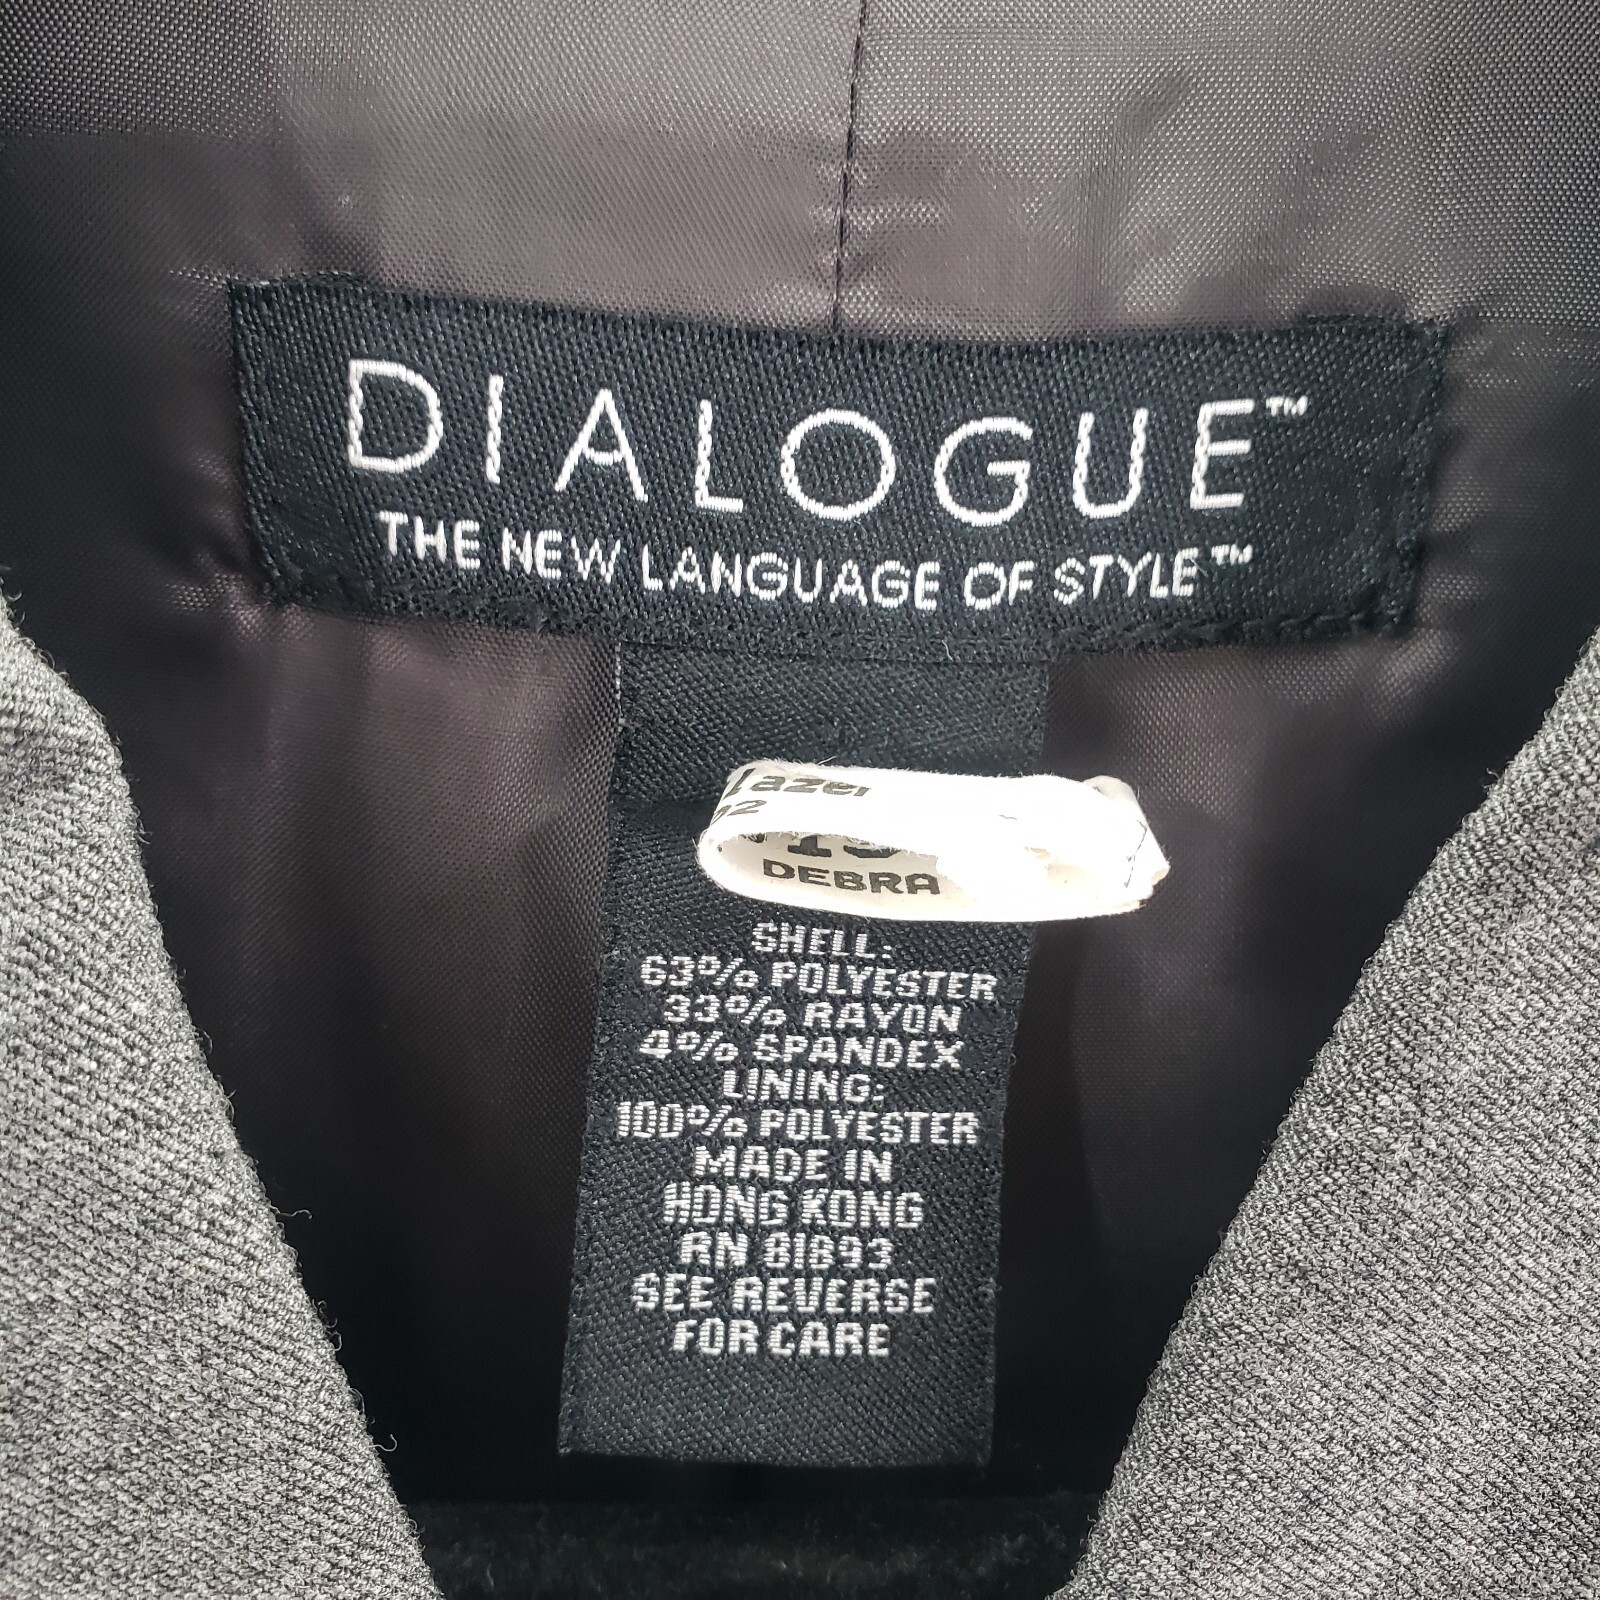 DIALOGUE™
THE NEW LANGUAGE OF STYLE™
DEBRA
SHELL:
63% POLYESTER
33% RAYON
4% SPANDEX
LINING:
100% POLYESTER
MADE IN
HONG KONG
RN 81893
SEE REVERSE
FOR CARE